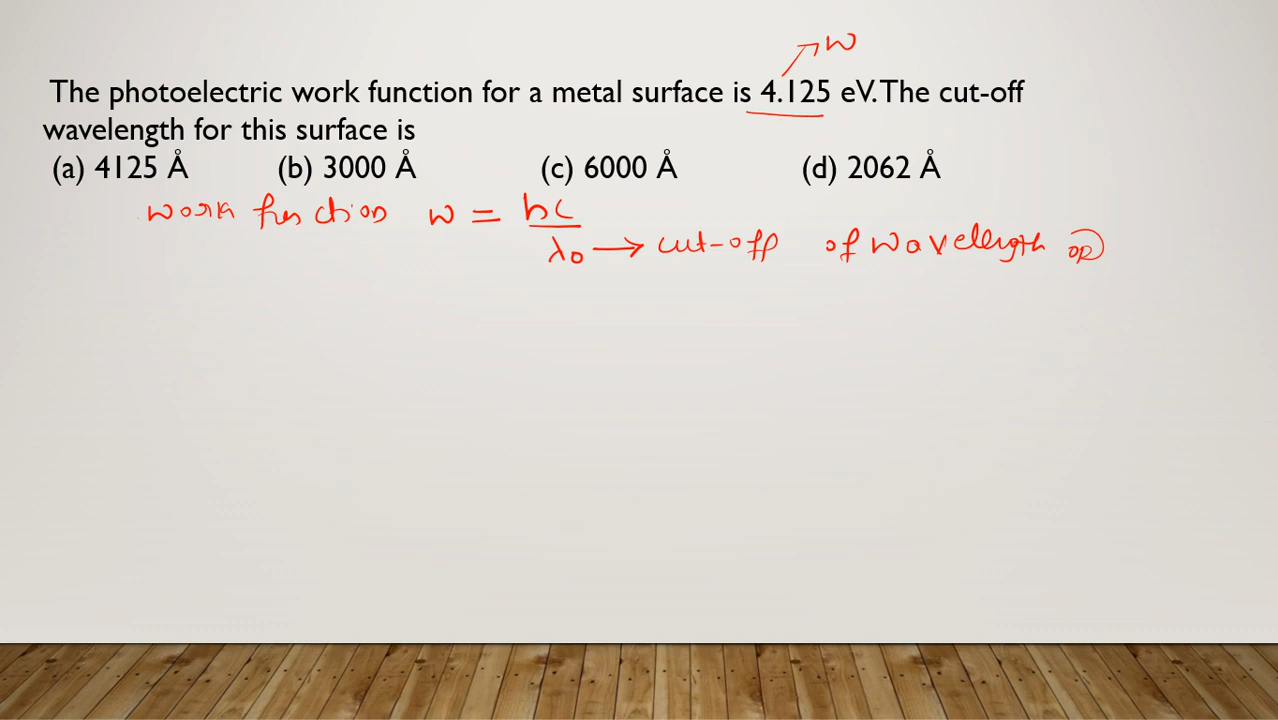 W
The photoelectric work function for a metal surface is 4.125 eV. The cut-off
wavelength for this surface is
(a) 4125 Å (b) 3000 Å (c) 6000 Å (d) 2062 Å
work function W = hc
λ0 → cut-off of wavelength or